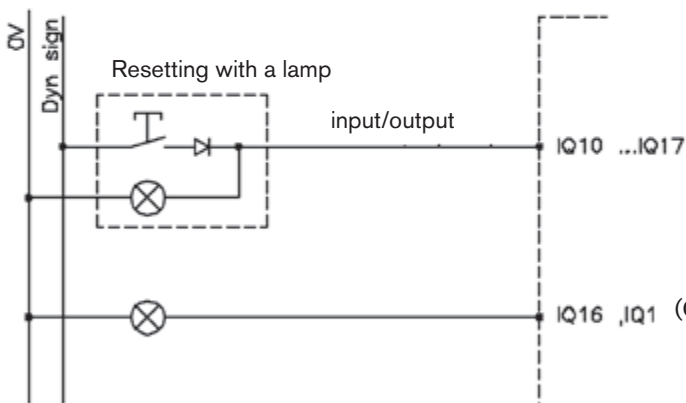 0V
Dyn sign
Resetting with a lamp
input/output
IQ10 ...IQ17
IQ16 ,IQ1